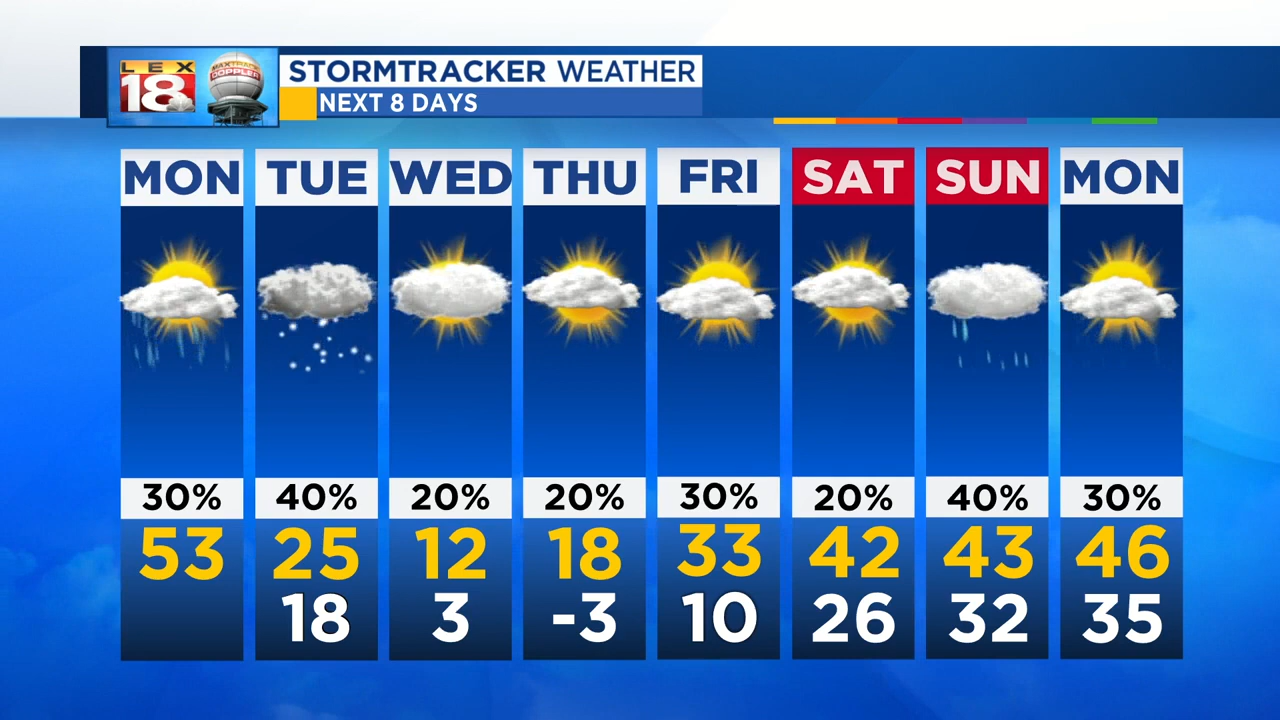 LEX
18
MAXTRACK
DOPPLER
STORMTRACKER WEATHER
NEXT 8 DAYS
MON TUE WED THU FRI SAT SUN MON
30% 40% 20% 20% 30% 20% 40% 30%
53 25 12 18 33 42 43 46
18 3 -3 10 26 32 35